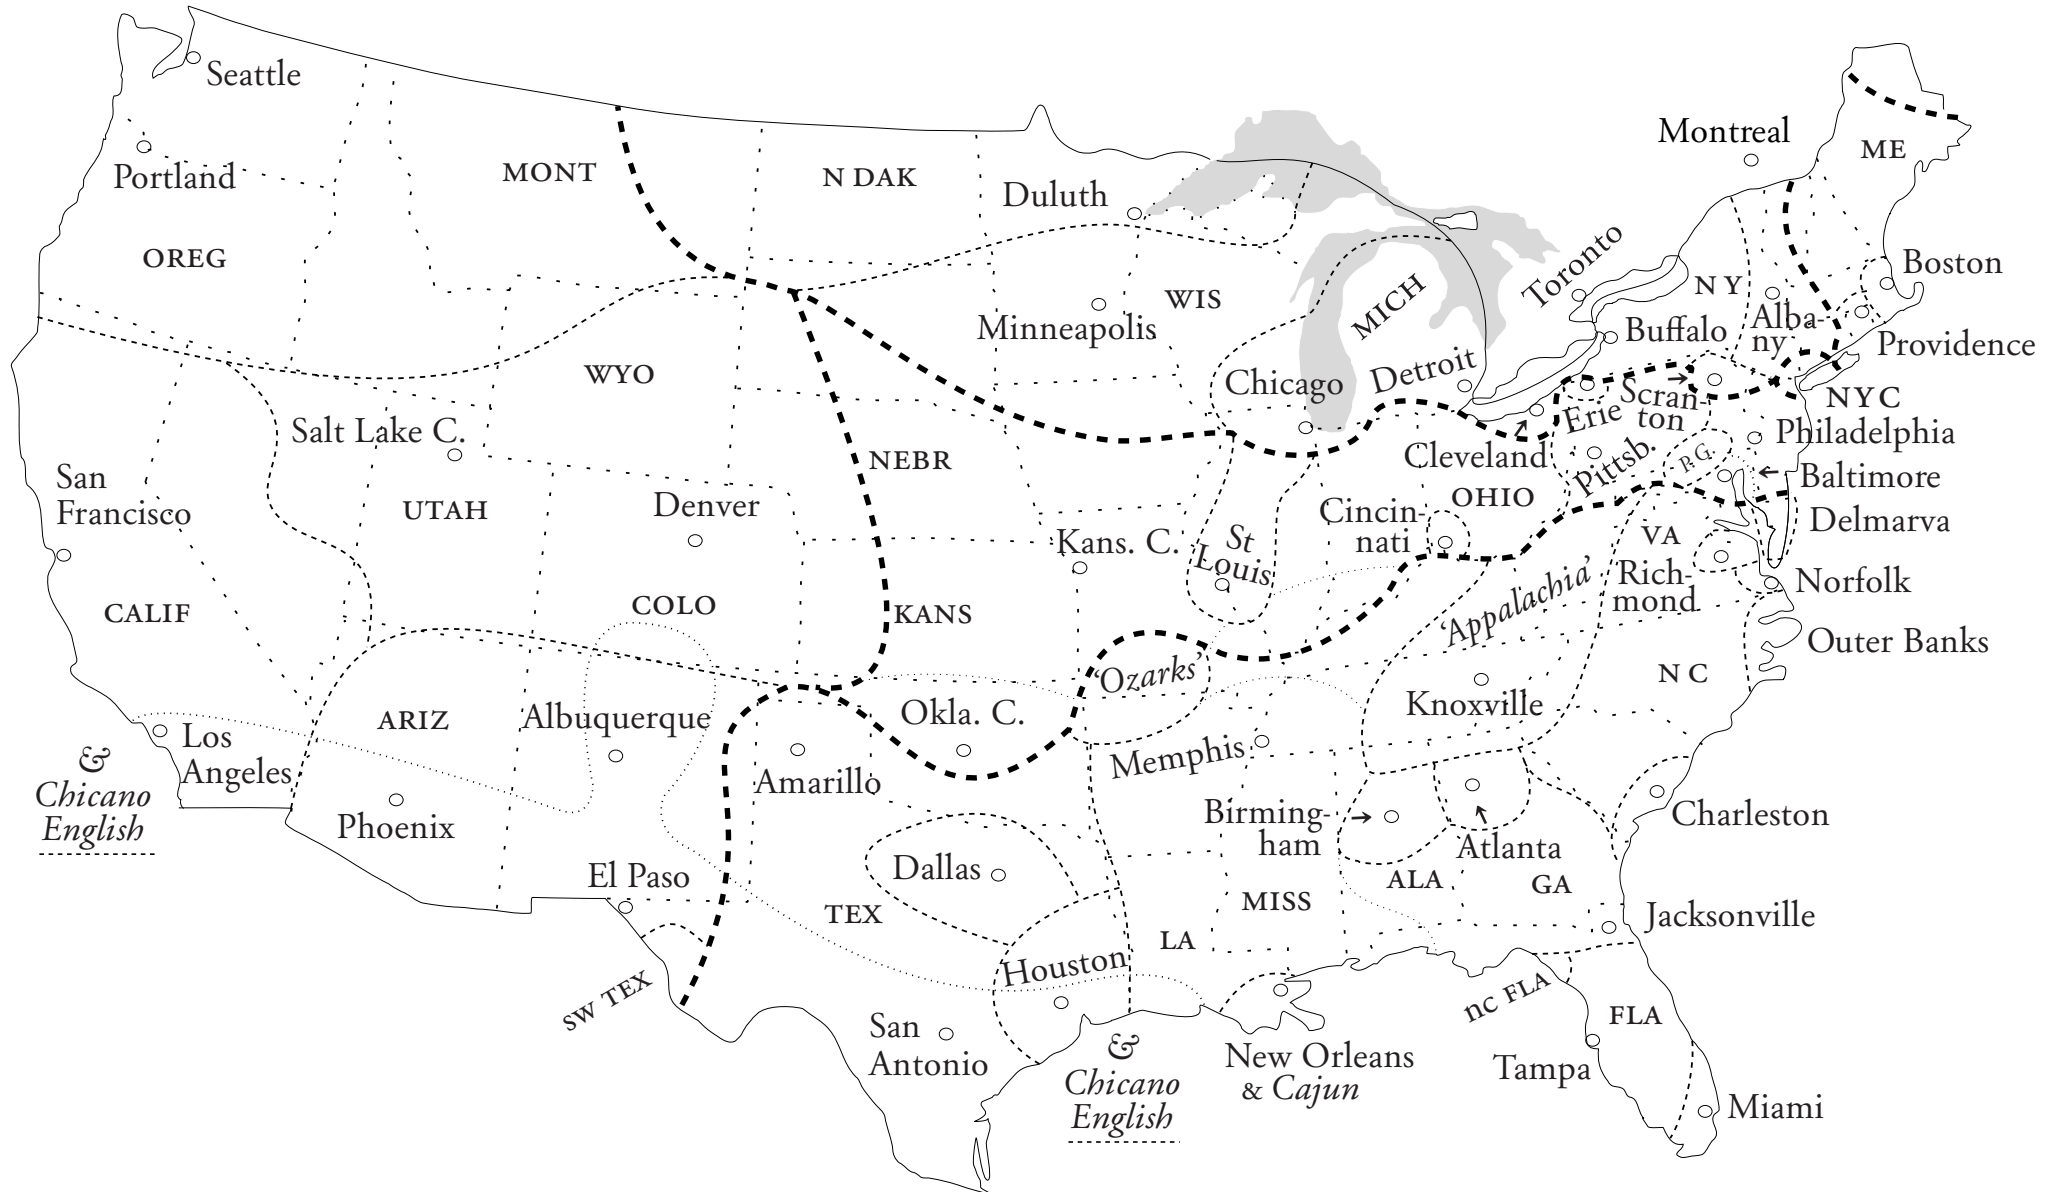 Seattle
Portland
OREG
MONT
N DAK
Duluth
Montreal
ME
Toronto
N Y
Boston
WIS
MICH
Minneapolis
Buffalo
Alba-
ny
Providence
WYO
Chicago
Detroit
Erie
Scran-
ton
NYC
Philadelphia
Salt Lake C.
NEBR
Cleveland
Pittsb.
P. G.
Baltimore
San
Francisco
UTAH
Denver
OHIO
Cincin-
nati
Delmarva
VA
Kans. C.
St
Louis
Rich-
mond
Norfolk
CALIF
COLO
KANS
'Appalachia'
Outer Banks
'Ozarks'
N C
Knoxville
ARIZ
Albuquerque
Okla. C.
Los
Angeles
&
Chicano
English
Amarillo
Memphis
Phoenix
Birming-
ham
Charleston
Atlanta
El Paso
Dallas
ALA
GA
TEX
MISS
Jacksonville
LA
Houston
sw TEX
nc FLA
FLA
San
Antonio
&
Chicano
English
New Orleans
& Cajun
Tampa
Miami